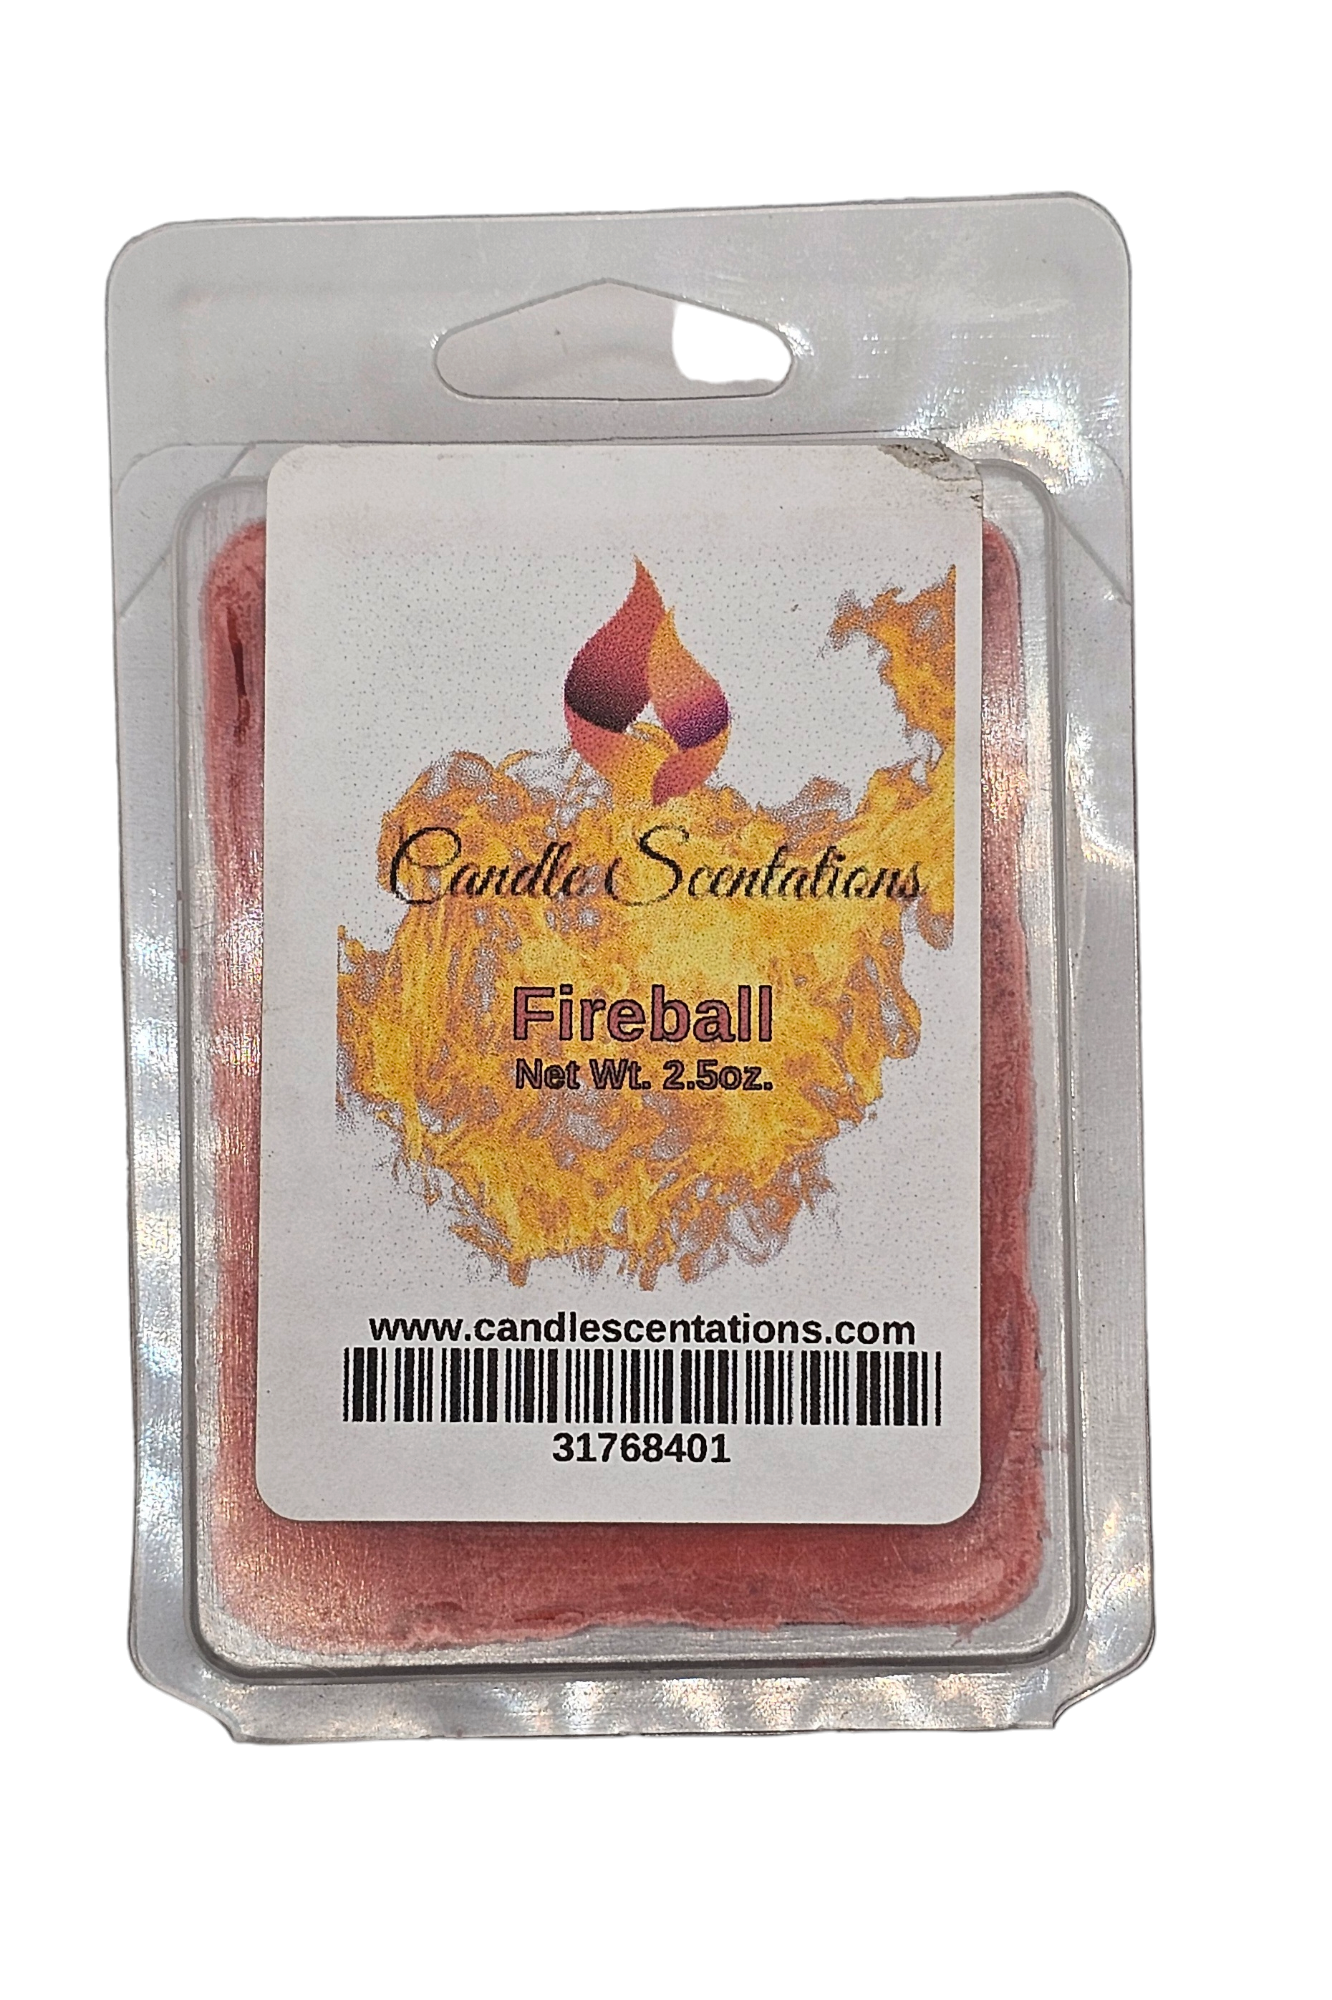 Candle Scentations
Fireball
Net Wt. 2.5oz.
www.candlescentations.com
31768401